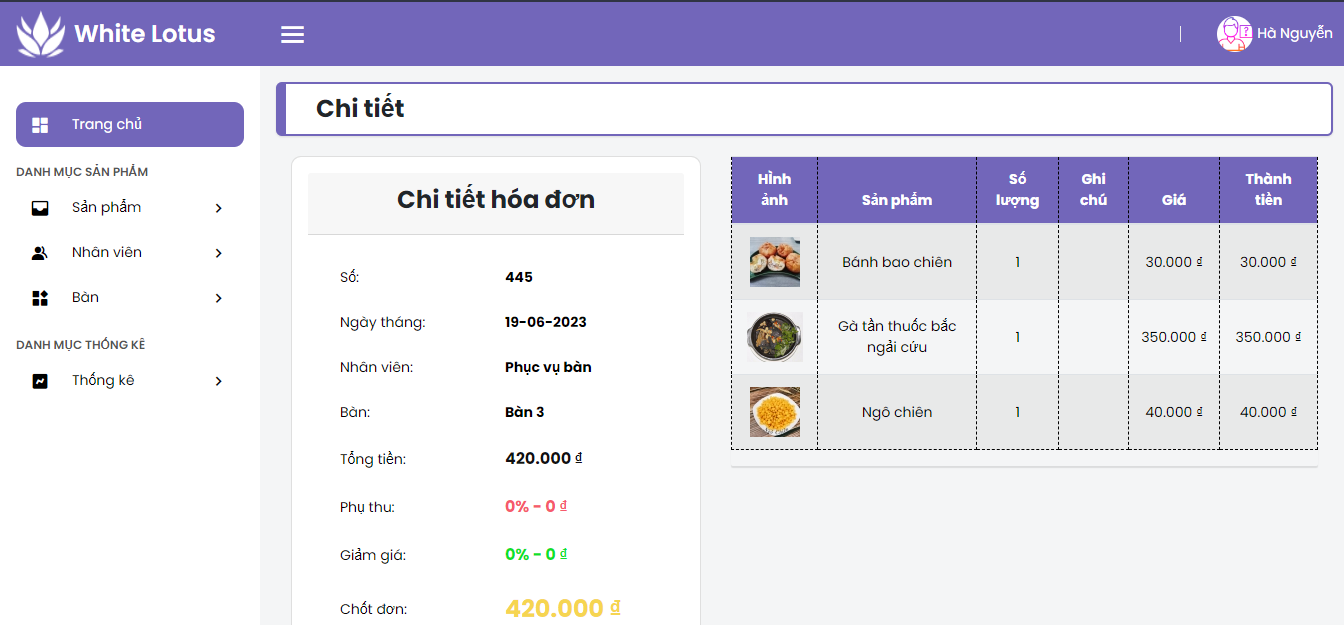 White Lotus
Hà Nguyễn
Trang chủ
DANH MỤC SẢN PHẨM
Sản phẩm
Nhân viên
Bàn
DANH MỤC THỐNG KÊ
Thống kê
Chi tiết
Chi tiết hóa đơn
Số: 445
Ngày tháng: 19-06-2023
Nhân viên: Phục vụ bàn
Bàn: Bàn 3
Tổng tiền: 420.000 ₫
Phụ thu: 0% - 0 ₫
Giảm giá: 0% - 0 ₫
Chốt đơn: 420.000 ₫
Hình ảnh Sản phẩm Số lượng Ghi chú Giá Thành tiền
Bánh bao chiên 1 30.000 ₫ 30.000 ₫
Gà tần thuốc bắc
ngải cứu 1 350.000 ₫ 350.000 ₫
Ngô chiên 1 40.000 ₫ 40.000 ₫